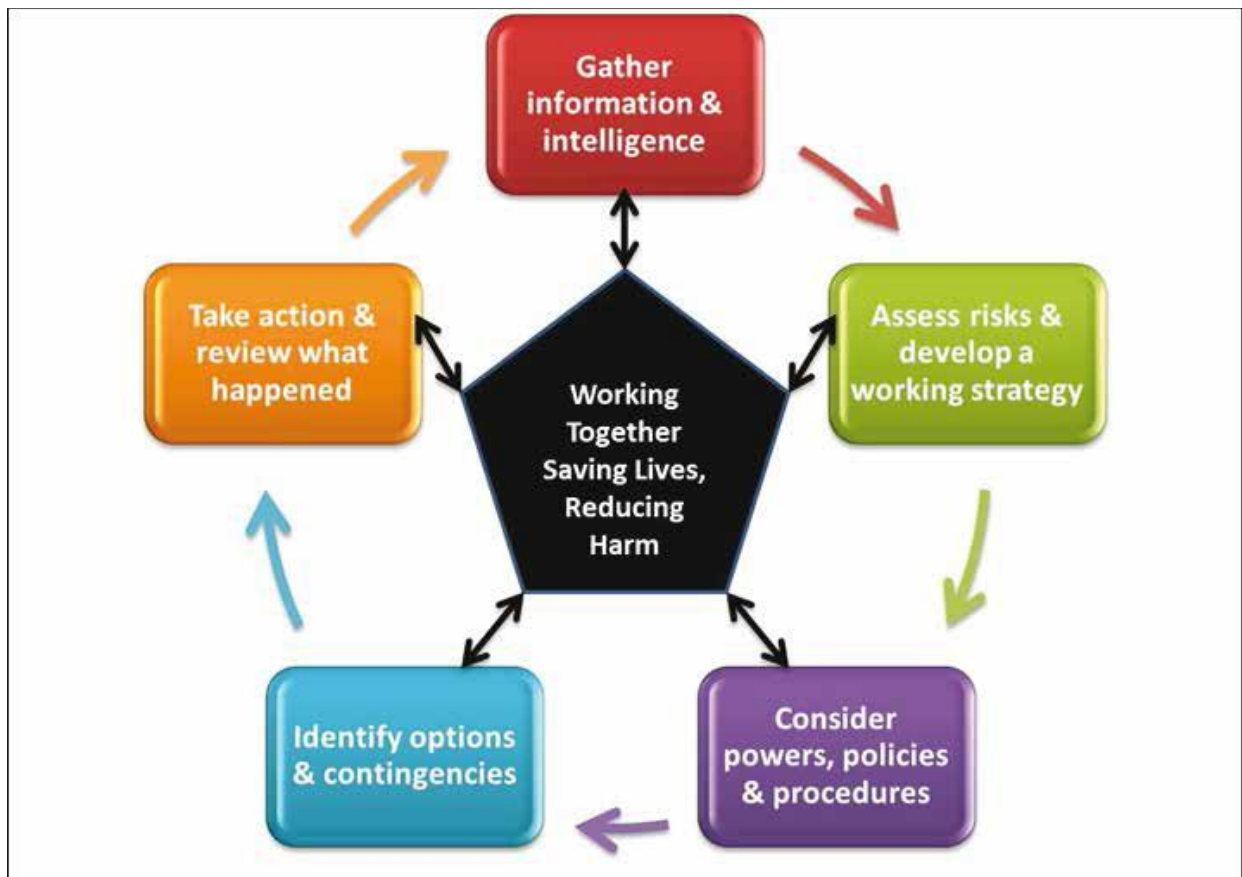 Gather
information &
intelligence
Assess risks &
develop a
working strategy
Consider
powers, policies
& procedures
Identify options
& contingencies
Take action &
review what
happened
Working
Together
Saving Lives,
Reducing
Harm